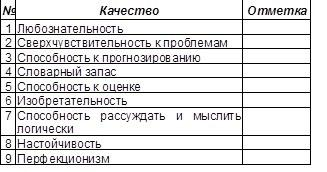 № Качество Отметка
1 Любознательность
2 Сверхчувствительность к проблемам
3 Способность к прогнозированию
4 Словарный запас
5 Способность к оценке
6 Изобретательность
7 Способность рассуждать и мыслить
логически
8 Настойчивость
9 Перфекционизм